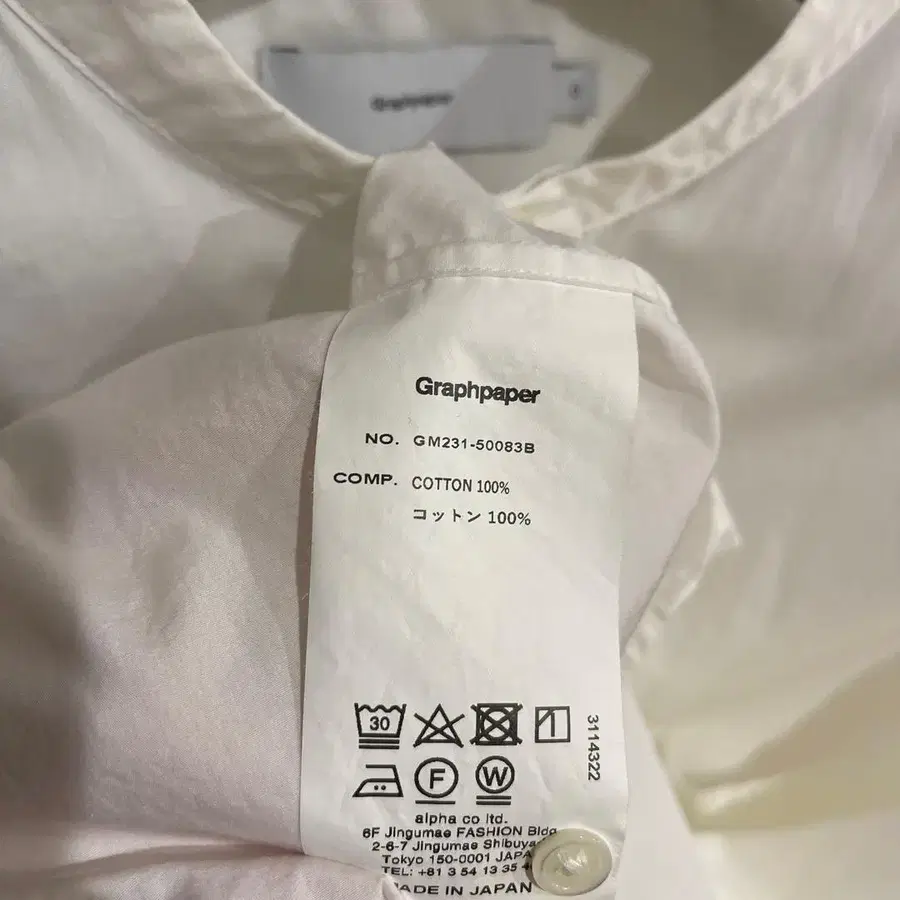 Graphpaper
Graphpaper
NO. GM231-50083B
COMP. COTTON 100%
コットン 100%
30
F W
3114322
alpha co ltd.
6F Jingumae FASHION Bldg
2-6-7 Jingumae Shibuya
Tokyo 150-0001 JAPA
TEL: +81 3 54 13 35
MADE IN JAPAN